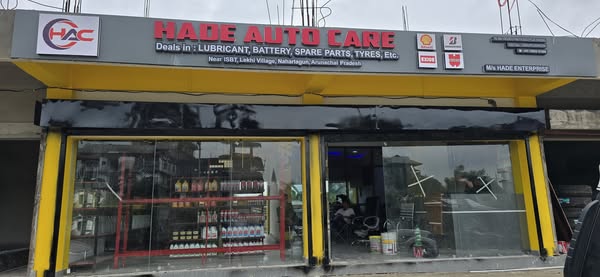 HAC
HADE AUTO CARE
Deals in : LUBRICANT, BATTERY, SPARE PARTS, TYRES, Etc.
Near ISBT, Lekhi Village, Naharlagun, Arunachal Pradesh
EXIDE
M/s HADE ENTERPRISE